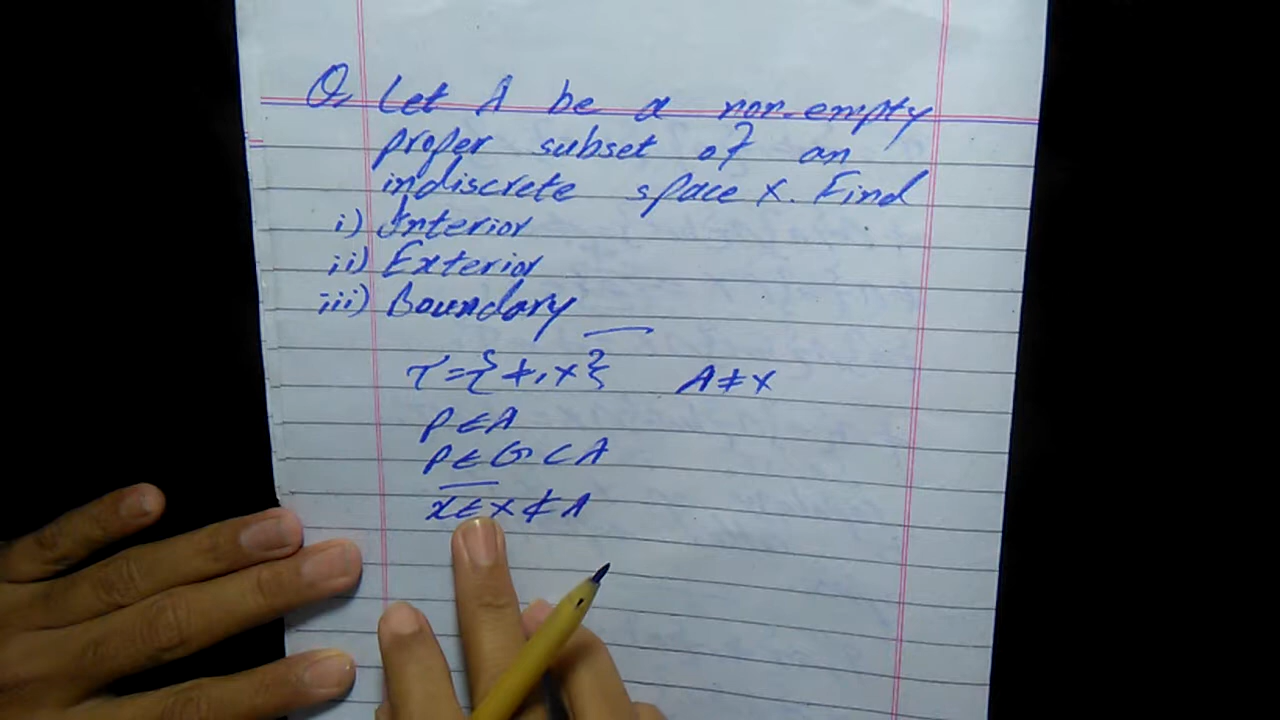 Q, Let A be a non-empty
proper subset of an
indiscrete space X. Find
i) Interior
ii) Exterior
iii) Boundary
τ = {ϕ, X} A ≠ X
p ∈ A
p ∈ G ⊂ A
x ∈ X ⊄ A